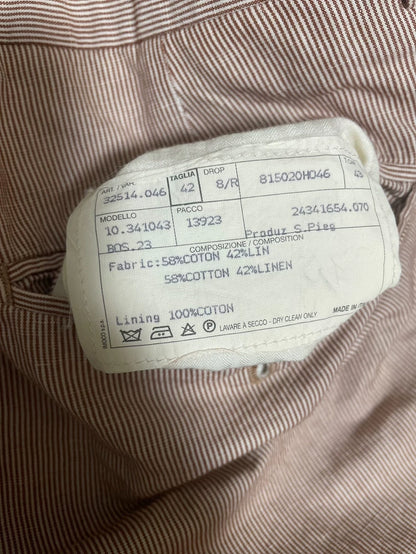 ART. / VAR. TAGLIA DROP
32514.046 42 8/R 815020H046 43
MODELLO PACCO
10.341043 13923 24341654.070
BOS.23 Produz S.Pieg
COMPOSIZIONE / COMPOSITION
Fabric:58%COTON 42%LIN
58%COTTON 42%LINEN
Lining 100%COTON
P LAVARE A SECCO - DRY CLEAN ONLY MADE IN